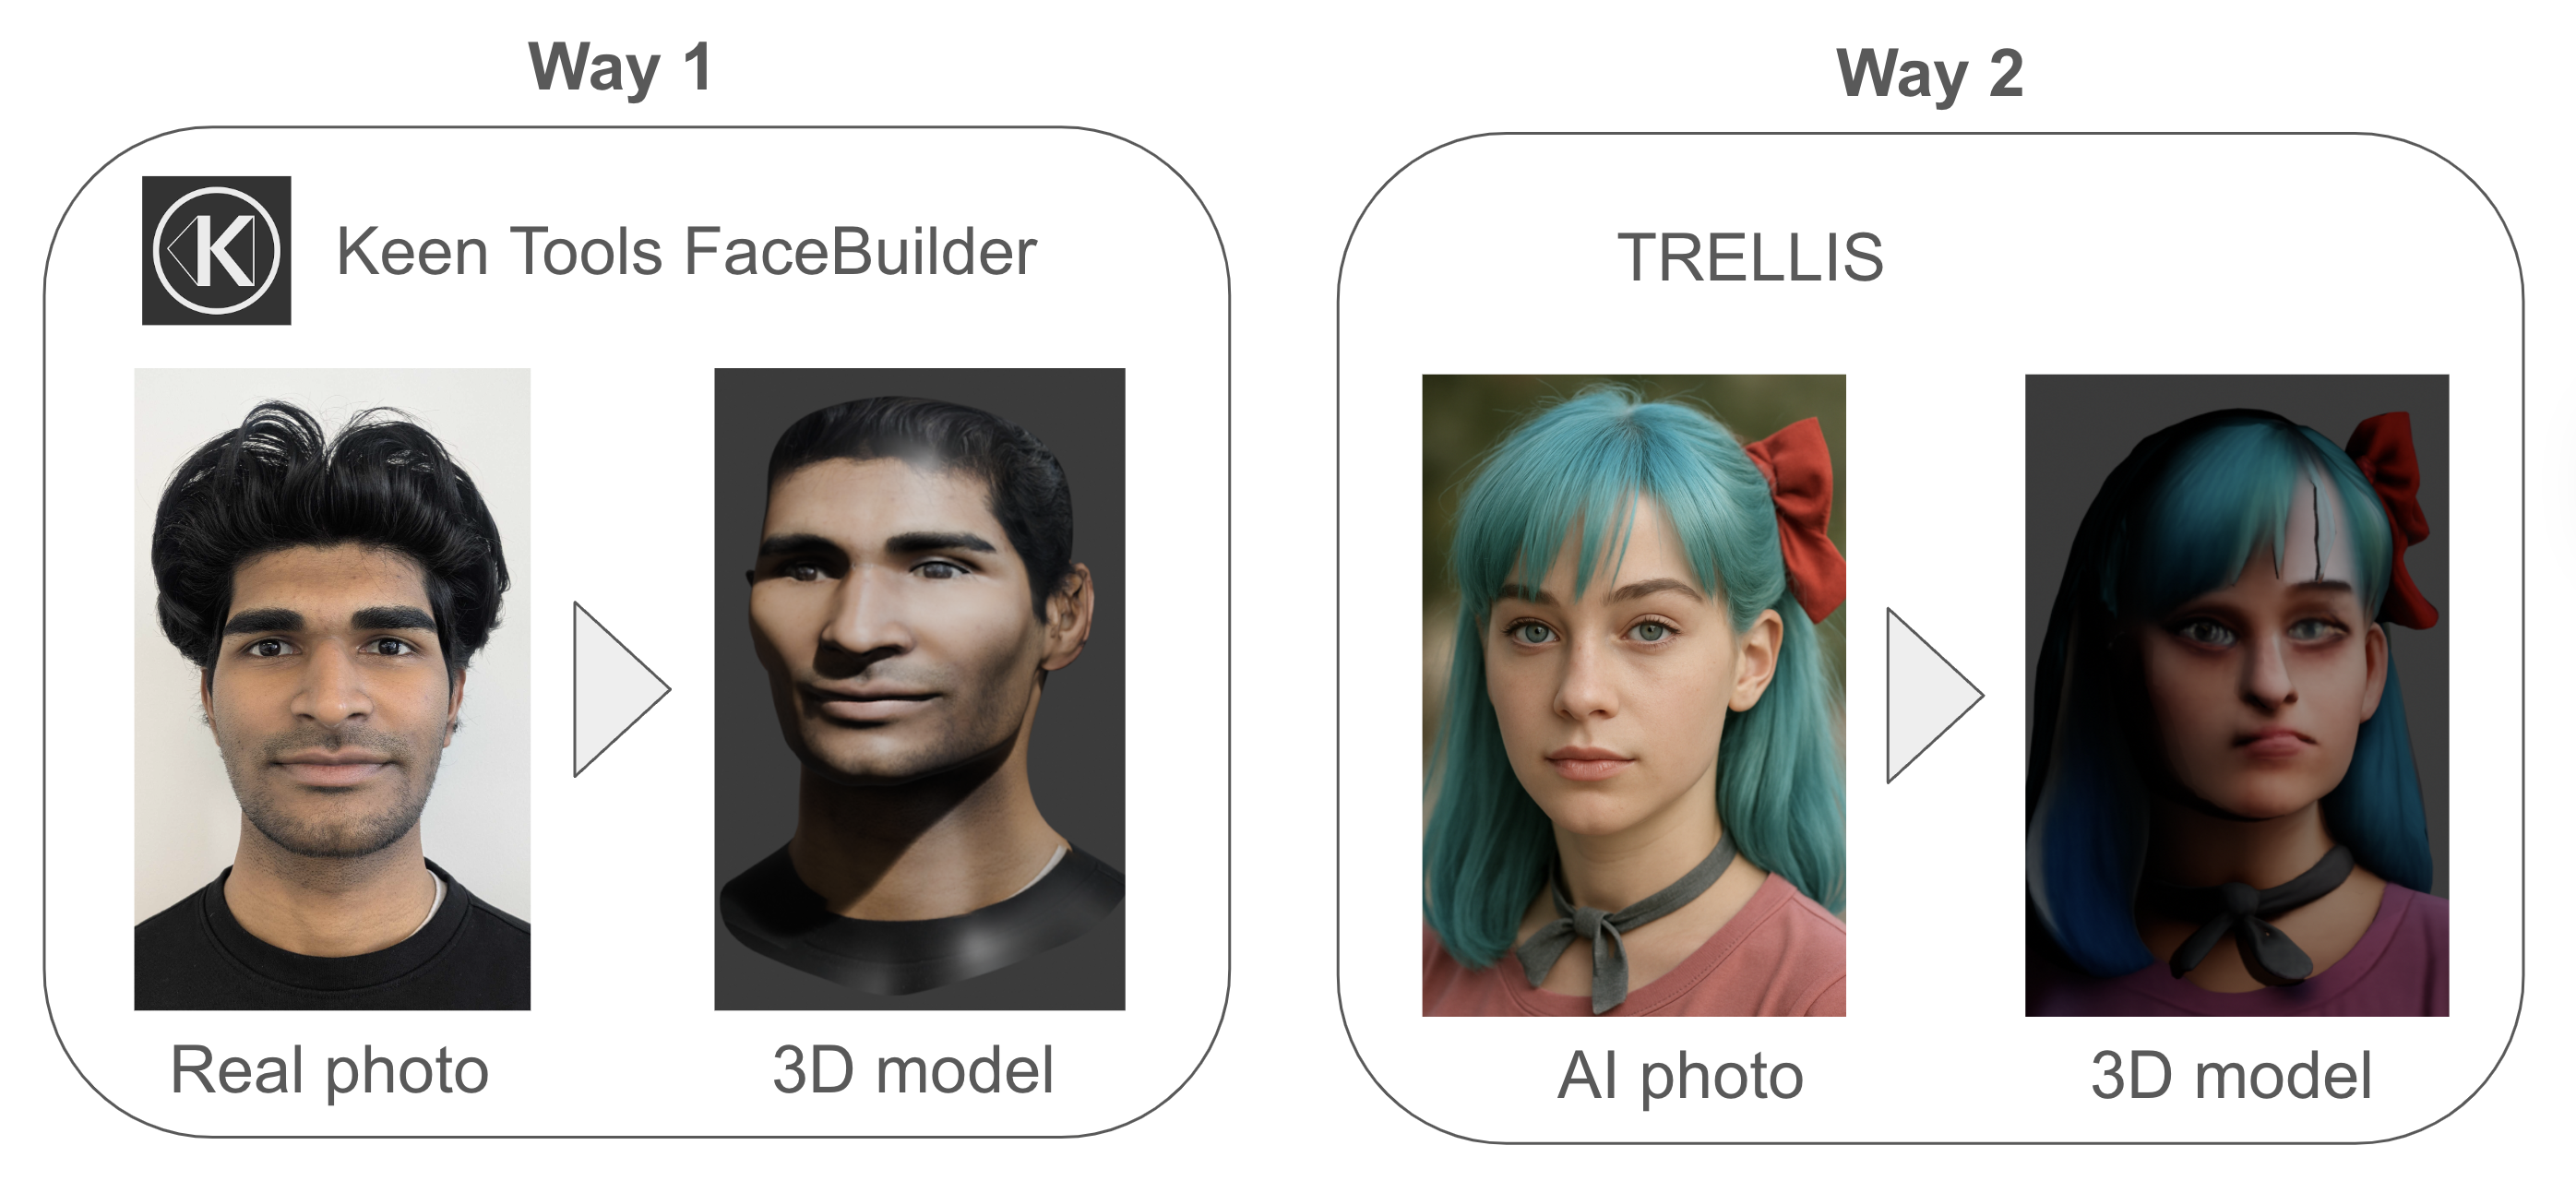 Way 1
K
Keen Tools FaceBuilder
Real photo
3D model
Way 2
TRELLIS
AI photo
3D model